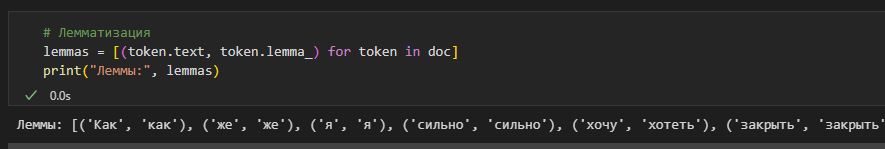 # Лемматизация
lemmas = [(token.text, token.lemma_) for token in doc]
print("Леммы:", lemmas)
0.0s
Леммы: [('Как', 'как'), ('же', 'же'), ('я', 'я'), ('сильно', 'сильно'), ('хочу', 'хотеть'), ('закрыть', 'закрыть'